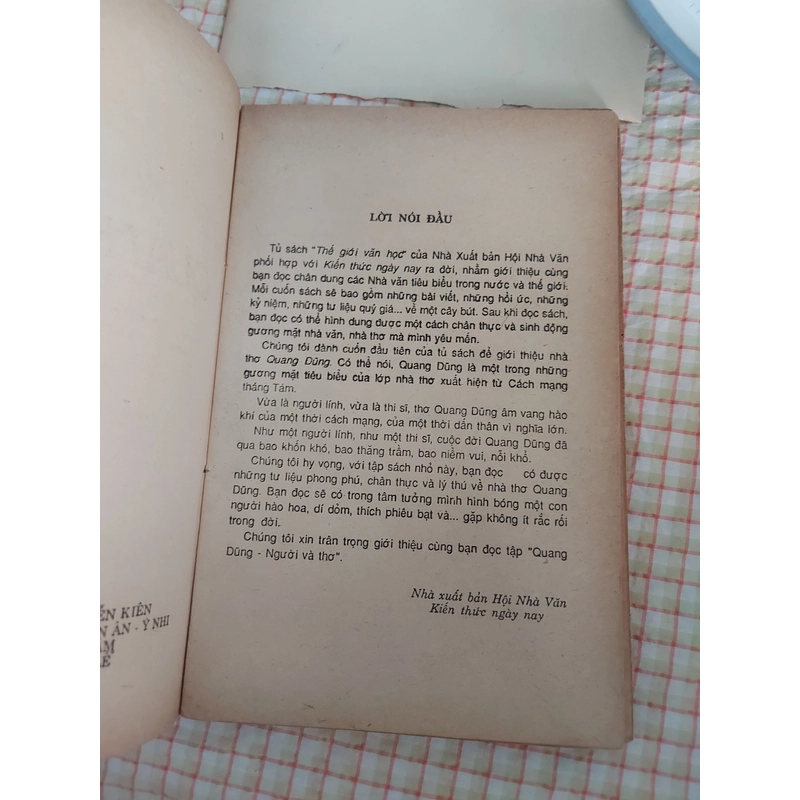 LỜI NÓI ĐẦU
Tủ sách "Thế giới văn học" của Nhà Xuất bản Hội Nhà Văn
phối hợp với Kiến thức ngày nay ra đời, nhằm giới thiệu cùng
bạn đọc chân dung các Nhà văn tiêu biểu trong nước và thế giới.
Mỗi cuốn sách sẽ bao gồm những bài viết, những hồi ức, những
kỷ niệm, những tư liệu quý giá... về một cây bút. Sau khi đọc sách,
bạn đọc có thể hình dung được một cách chân thực và sinh động
gương mặt nhà văn, nhà thơ mà mình yêu mến.
Chúng tôi dành cuốn đầu tiên của tủ sách để giới thiệu nhà
thơ Quang Dũng. Có thể nói, Quang Dũng là một trong những
gương mặt tiêu biểu của lớp nhà thơ xuất hiện từ Cách mạng
tháng Tám.
Vừa là người lính, vừa là thi sĩ, thơ Quang Dũng âm vang hào
khí của một thời cách mạng, của một thời dấn thân vì nghĩa lớn.
Như một người lính, như một thi sĩ, cuộc đời Quang Dũng đã
qua bao khốn khó, bao thăng trầm, bao niềm vui, nỗi khổ.
Chúng tôi hy vọng, với tập sách nhỏ này, bạn đọc có được
những tư liệu phong phú, chân thực và lý thú về nhà thơ Quang
Dũng. Bạn đọc sẽ có trong tâm tưởng mình hình bóng một con
người hào hoa, dí dỏm, thích phiêu bạt và... gặp không ít rắc rối
trong đời.
Chúng tôi xin trân trọng giới thiệu cùng bạn đọc tập "Quang
Dũng - Người và thơ".
Nhà xuất bản Hội Nhà Văn
Kiến thức ngày nay
KIÊN
ÂN - Ý NHI